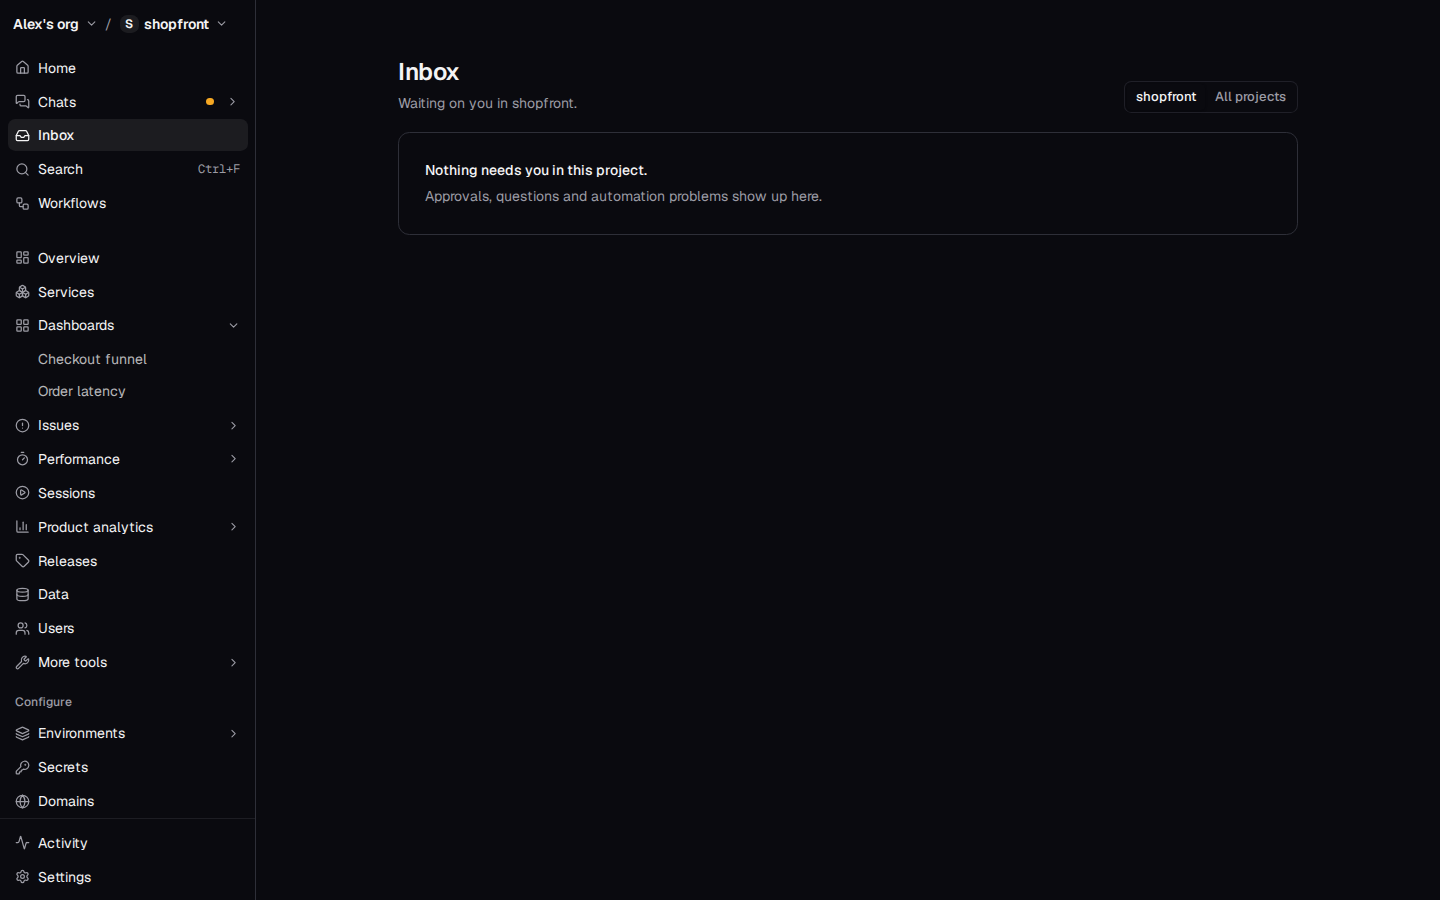 Alex's org / S shopfront
Home
Chats
Inbox
Search Ctrl+F
Workflows
Overview
Services
Dashboards
Checkout funnel
Order latency
Issues
Performance
Sessions
Product analytics
Releases
Data
Users
More tools
Configure
Environments
Secrets
Domains
Activity
Settings
Inbox
Waiting on you in shopfront.
shopfront All projects
Nothing needs you in this project.
Approvals, questions and automation problems show up here.